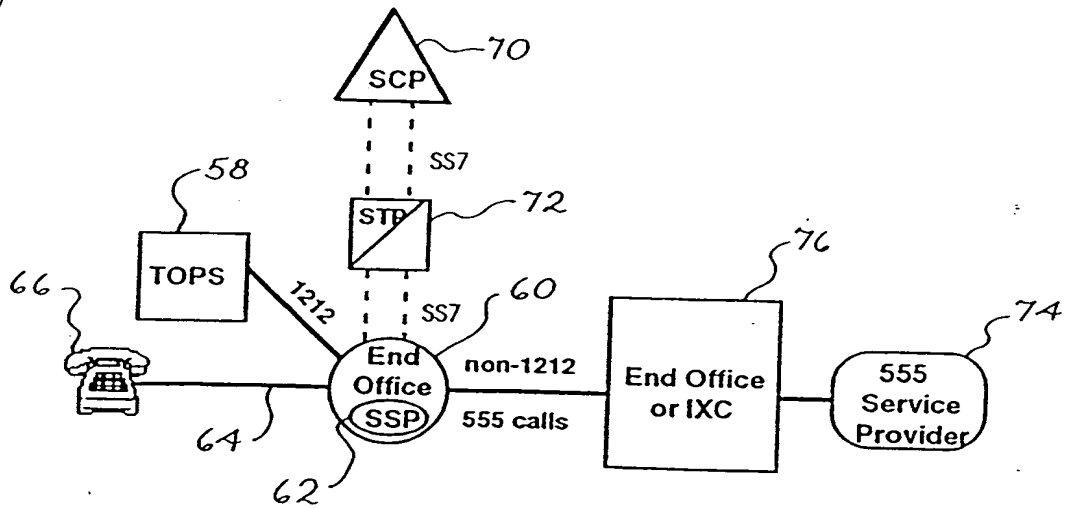 70
SCP
SS7
58
STP
72
TOPS
76
66
1212
SS7
60
74
End
Office
non-1212
End Office
or IXC
555
Service
Provider
SSP
555 calls
64
62